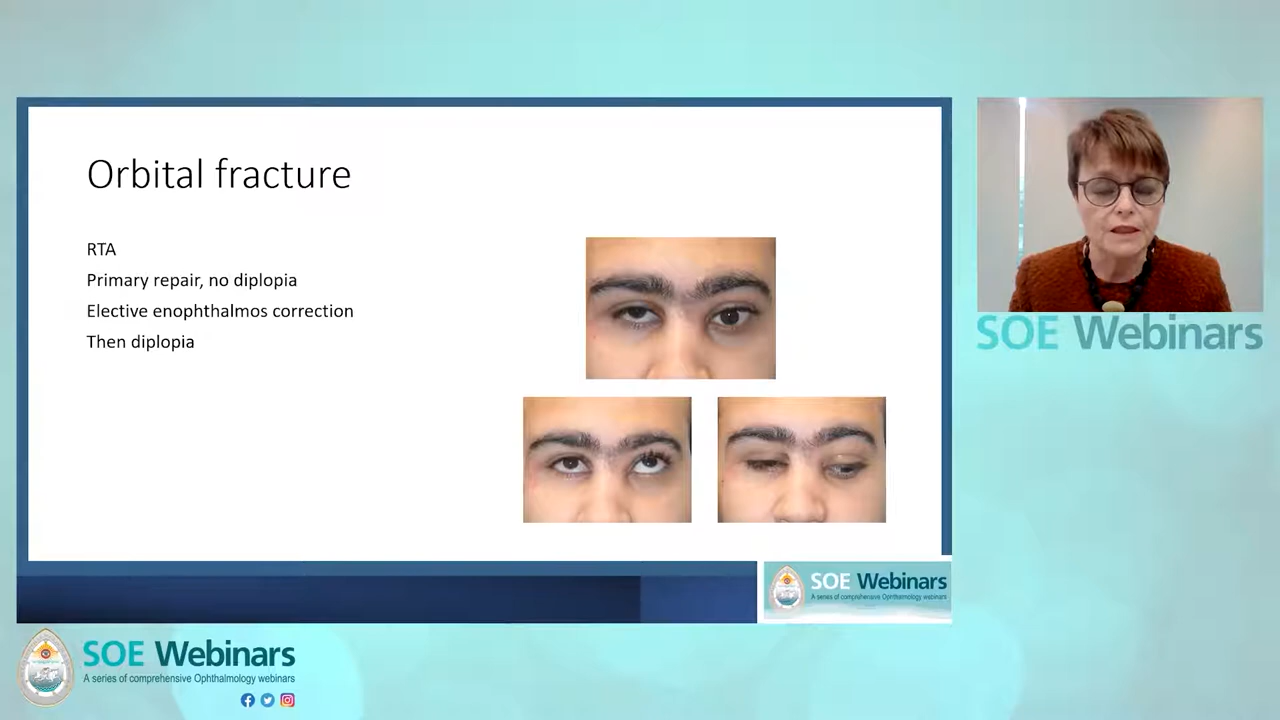 Orbital fracture
RTA
Primary repair, no diplopia
Elective enophthalmos correction
Then diplopia
SOE Webinars
SOE Webinars
A series of comprehensive Ophthalmology webinars
SOE Webinars
A series of comprehensive Ophthalmology webinars